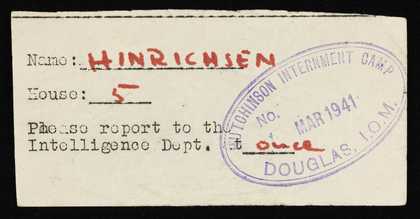 Name: HINRICHSEN
House: 5
Please report to the
Intelligence Dept. at once
HUTCHINSON INTERNMENT CAMP
No.
MAR 1941
DOUGLAS, I.O.M.